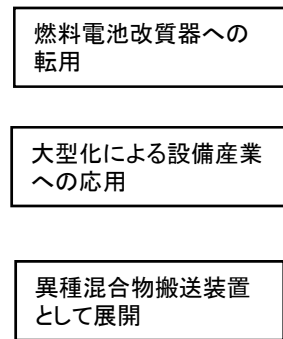 燃料電池改質器への
転用
大型化による設備産業
への応用
異種混合物搬送装置
として展開